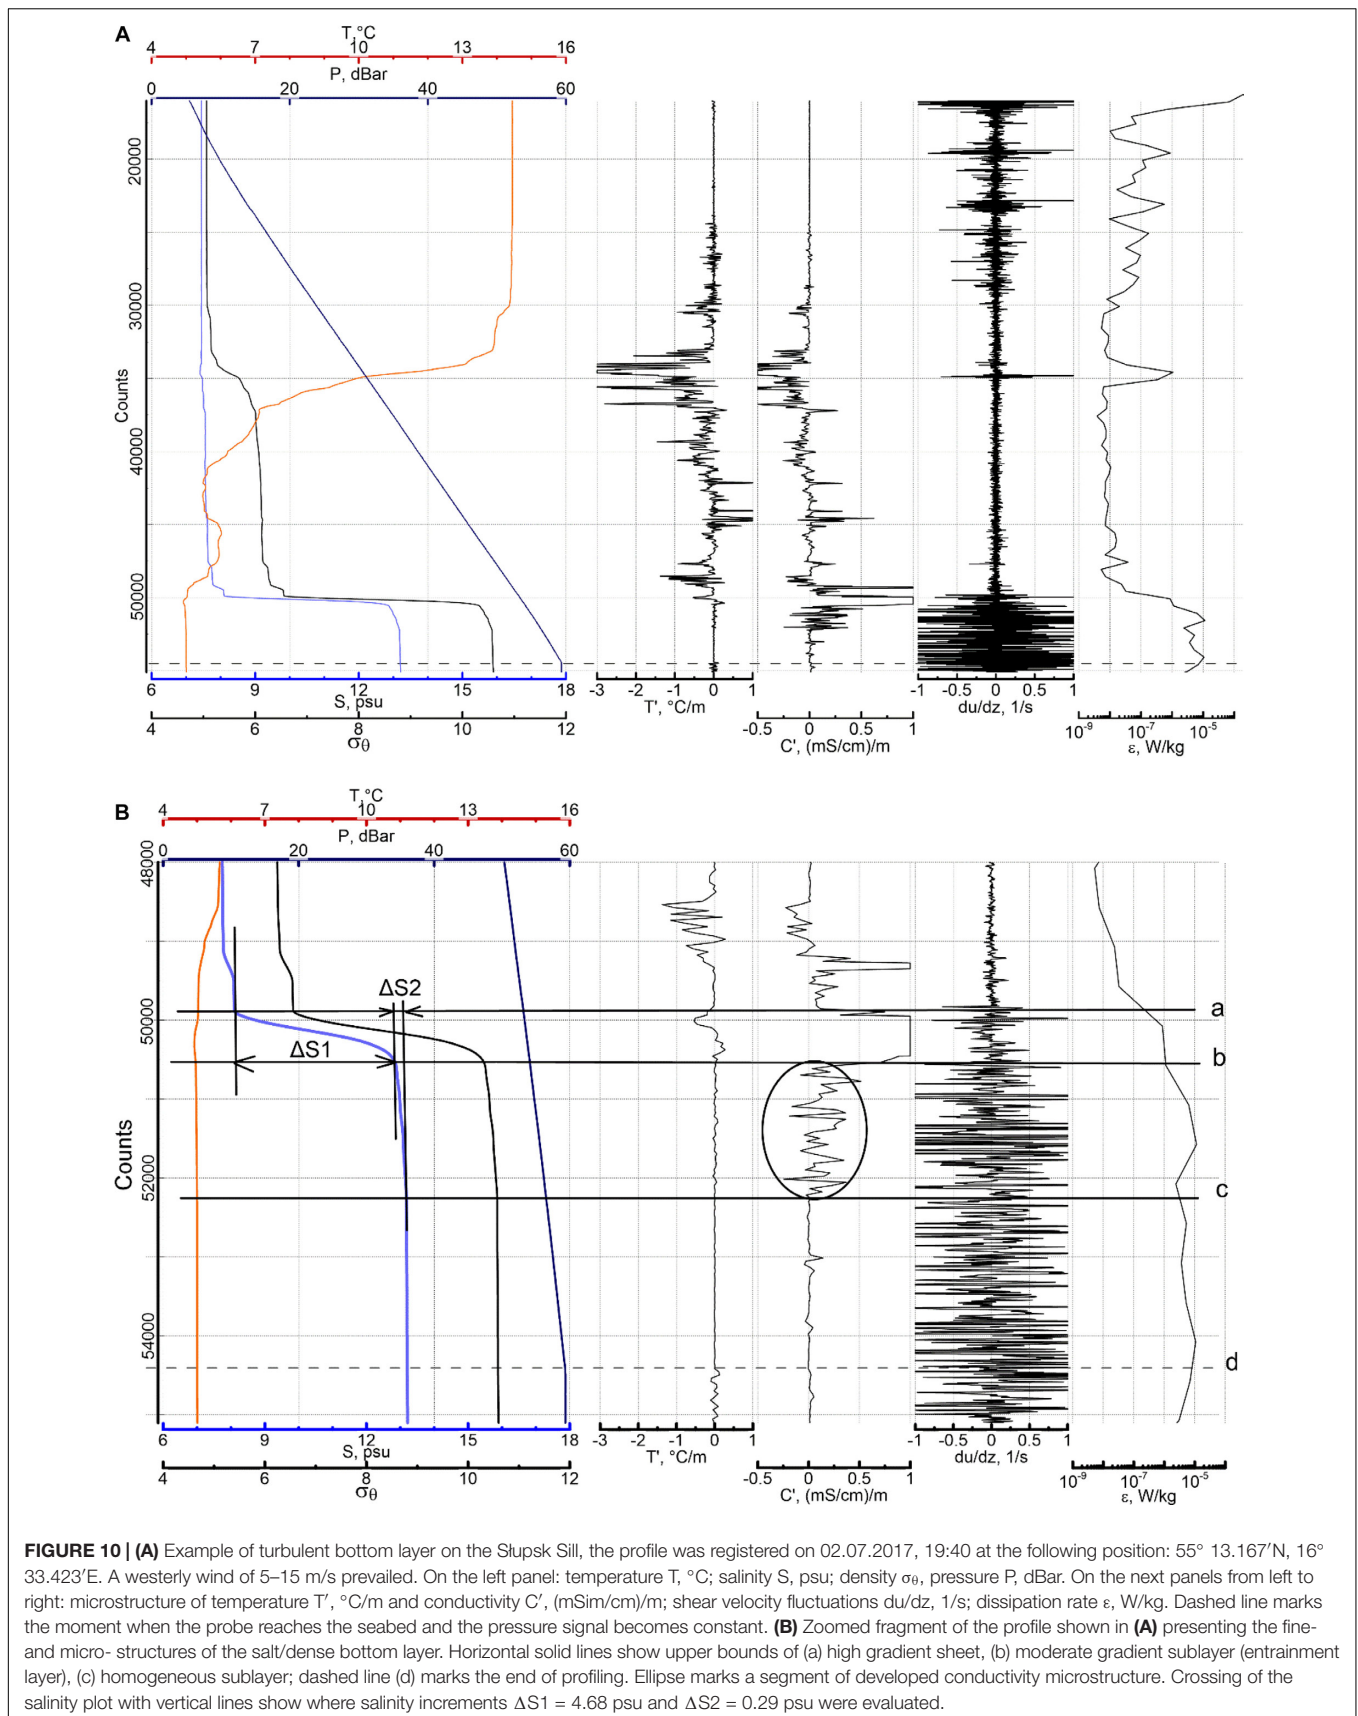 A
T,°C
4 7 10 13 16
P, dBar
0 20 40 60
Counts
20000
30000
40000
50000
6 9 12 15 18
S, psu
4 6 8 10 12
σθ
-3 -2 -1 0 1
T', °C/m
-0.5 0 0.5 1
C', (mS/cm)/m
-1 -0.5 0 0.5 1
du/dz, 1/s
10⁻⁹ 10⁻⁷ 10⁻⁵
ε, W/kg
B
T,°C
4 7 10 13 16
P, dBar
0 20 40 60
Counts
48000
50000
52000
54000
ΔS2
ΔS1
a
b
c
d
6 9 12 15 18
S, psu
4 6 8 10 12
σθ
-3 -2 -1 0 1
T', °C/m
-0.5 0 0.5 1
C', (mS/cm)/m
-1 -0.5 0 0.5 1
du/dz, 1/s
10⁻⁹ 10⁻⁷ 10⁻⁵
ε, W/kg
FIGURE 10 | (A) Example of turbulent bottom layer on the Słupsk Sill, the profile was registered on 02.07.2017, 19:40 at the following position: 55° 13.167′N, 16°
33.423′E. A westerly wind of 5–15 m/s prevailed. On the left panel: temperature T, °C; salinity S, psu; density σθ, pressure P, dBar. On the next panels from left to
right: microstructure of temperature T′, °C/m and conductivity C′, (mSim/cm)/m; shear velocity fluctuations du/dz, 1/s; dissipation rate ε, W/kg. Dashed line marks
the moment when the probe reaches the seabed and the pressure signal becomes constant. (B) Zoomed fragment of the profile shown in (A) presenting the fine-
and micro- structures of the salt/dense bottom layer. Horizontal solid lines show upper bounds of (a) high gradient sheet, (b) moderate gradient sublayer (entrainment
layer), (c) homogeneous sublayer; dashed line (d) marks the end of profiling. Ellipse marks a segment of developed conductivity microstructure. Crossing of the
salinity plot with vertical lines show where salinity increments ΔS1 = 4.68 psu and ΔS2 = 0.29 psu were evaluated.